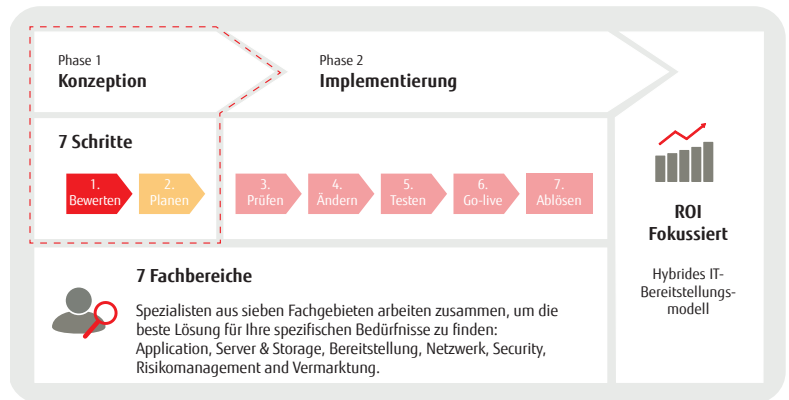 Phase 1
Konzeption
Phase 2
Implementierung
7 Schritte
1.
Bewerten
2.
Planen
3.
Prüfen
4.
Ändern
5.
Testen
6.
Go-live
7.
Ablösen
7 Fachbereiche
Spezialisten aus sieben Fachgebieten arbeiten zusammen, um die
beste Lösung für Ihre spezifischen Bedürfnisse zu finden:
Application, Server & Storage, Bereitstellung, Netzwerk, Security,
Risikomanagement and Vermarktung.
ROI
Fokussiert
Hybrides IT-
Bereitstellungs-
modell